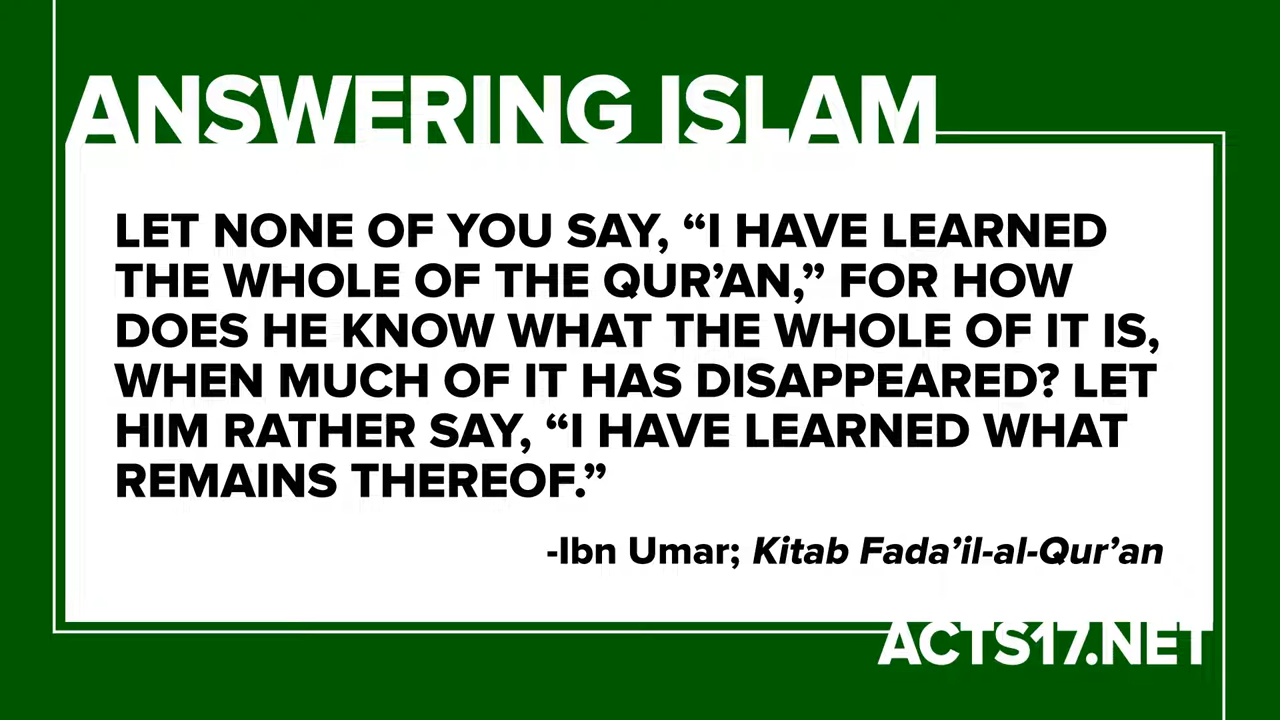 ANSWERING ISLAM
LET NONE OF YOU SAY, “I HAVE LEARNED
THE WHOLE OF THE QUR’AN,” FOR HOW
DOES HE KNOW WHAT THE WHOLE OF IT IS,
WHEN MUCH OF IT HAS DISAPPEARED? LET
HIM RATHER SAY, “I HAVE LEARNED WHAT
REMAINS THEREOF.”
-Ibn Umar; Kitab Fada’il-al-Qur’an
ACTS17.NET